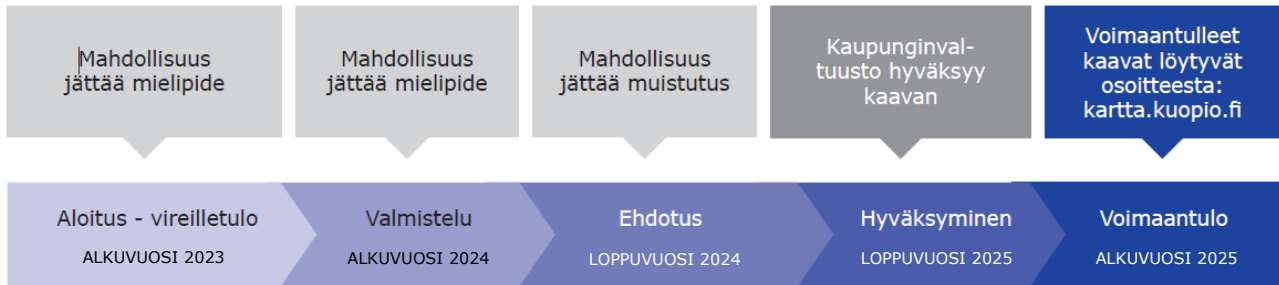 Mahdollisuus
jättää mielipide
Mahdollisuus
jättää mielipide
Mahdollisuus
jättää muistutus
Kaupunginval-
tuusto hyväksyy
kaavan
Voimaantulleet
kaavat löytyvät
osoitteesta:
kartta.kuopio.fi
Aloitus - vireilletulo
ALKUVUOSI 2023
Valmistelu
ALKUVUOSI 2024
Ehdotus
LOPPUVUOSI 2024
Hyväksyminen
LOPPUVUOSI 2025
Voimaantulo
ALKUVUOSI 2025